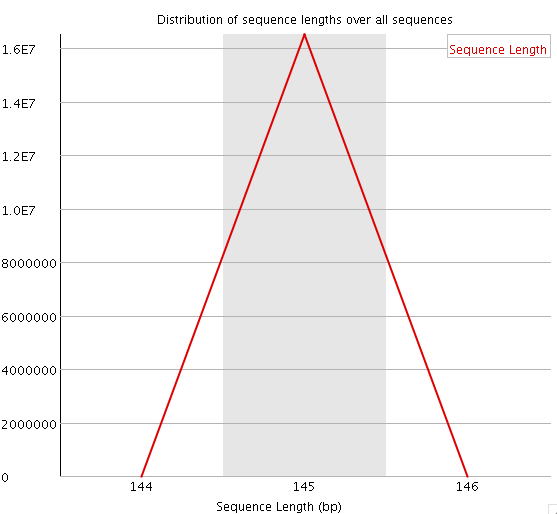 Distribution of sequence lengths over all sequences
Sequence Length
1.6E7
1.4E7
1.2E7
1.0E7
8000000
6000000
4000000
2000000
0
144 145 146
Sequence Length (bp)